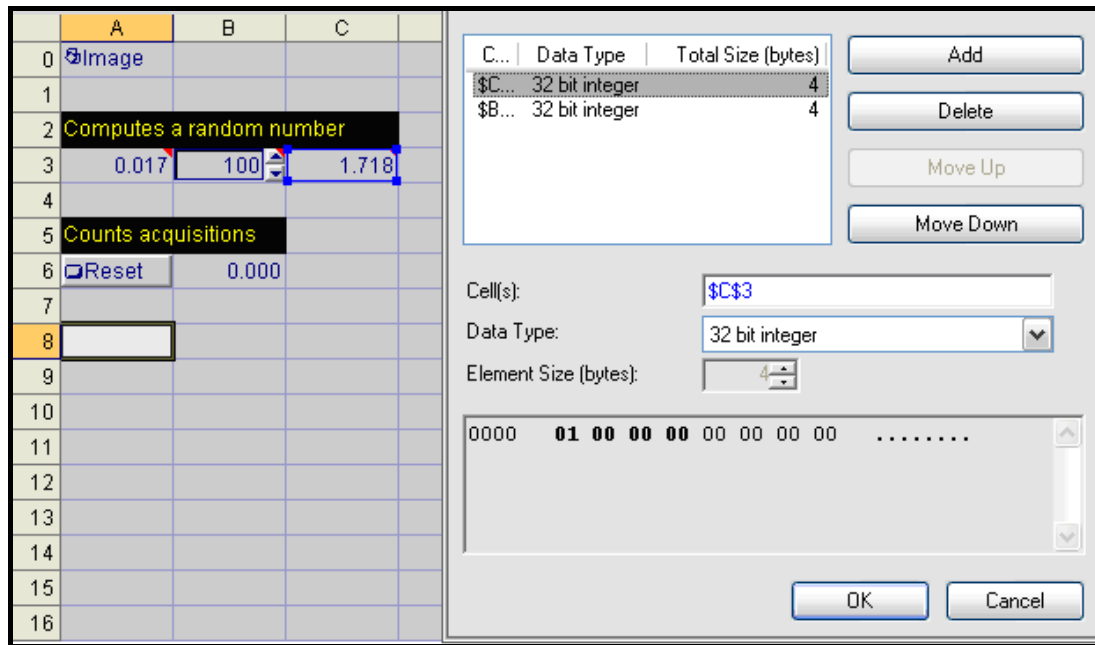 A B C
0 Image
1
2 Computes a random number
3 0.017 100 1.718
4
5 Counts acquisitions
6 Reset 0.000
7
8
9
10
11
12
13
14
15
16
C... Data Type Total Size (bytes)
$C... 32 bit integer 4
$B... 32 bit integer 4
Add
Delete
Move Up
Move Down
Cell(s): $C$3
Data Type: 32 bit integer
Element Size (bytes): 4
0000 01 00 00 00 00 00 00 00 ........
OK Cancel